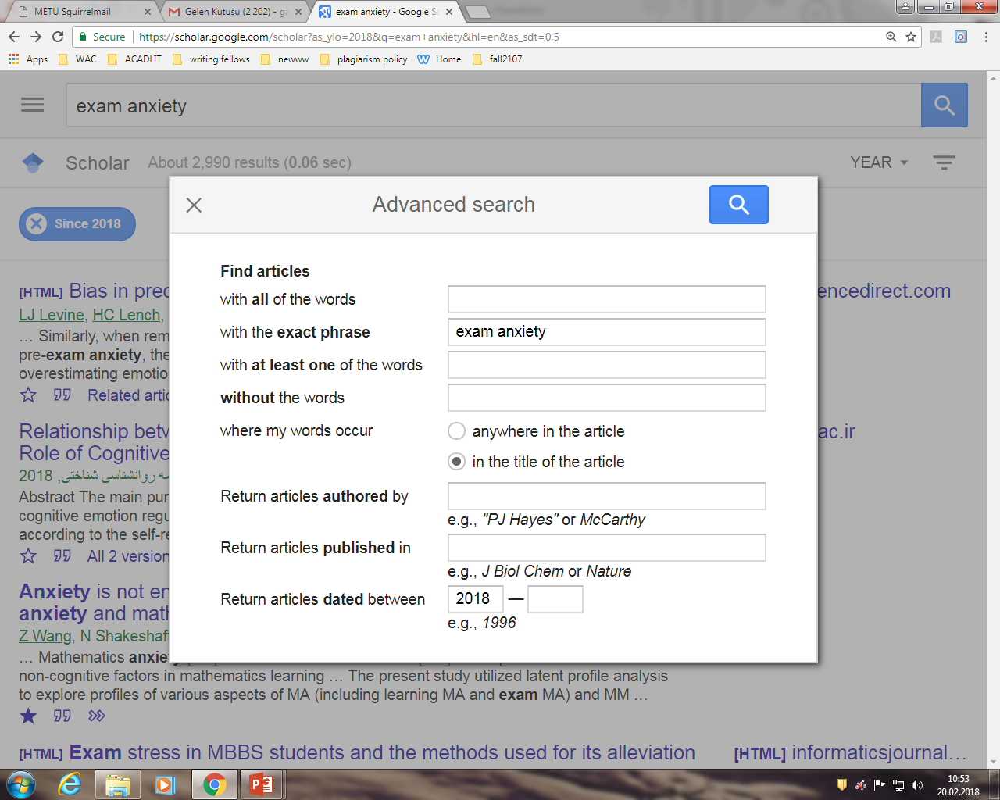 METU Squirrelmail
Gelen Kutusu (2.202) - ga
exam anxiety - Google Sc
Secure
https://scholar.google.com/scholar?as_ylo=2018&q=exam+anxiety&hl=en&as_sdt=0,5
Apps WAC ACADLIT writing fellows newww plagiarism policy Home fall2107
exam anxiety
Scholar About 2,990 results (0.06 sec) YEAR
Advanced search
Since 2018
Find articles
with all of the words
with the exact phrase exam anxiety
with at least one of the words
without the words
where my words occur anywhere in the article
in the title of the article
Return articles authored by
e.g., "PJ Hayes" or McCarthy
Return articles published in
e.g., J Biol Chem or Nature
Return articles dated between 2018 —
e.g., 1996
[HTML] Bias in prec
encedirect.com
LJ Levine, HC Lench,
… Similarly, when rem
pre-exam anxiety, the
overestimating emotio
Related artic
Relationship betw
ac.ir
Role of Cognitive
روانشناسی شناختی, 2018
Abstract The main pur
cognitive emotion regu
according to the self-re
All 2 version
Anxiety is not en
anxiety and math
Z Wang, N Shakeshaf
… Mathematics anxie
non-cognitive factors in mathematics learning … The present study utilized latent profile analysis
to explore profiles of various aspects of MA (including learning MA and exam MA) and MM …
[HTML] Exam stress in MBBS students and the methods used for its alleviation [HTML] informaticsjournal…
10:53
20.02.2018